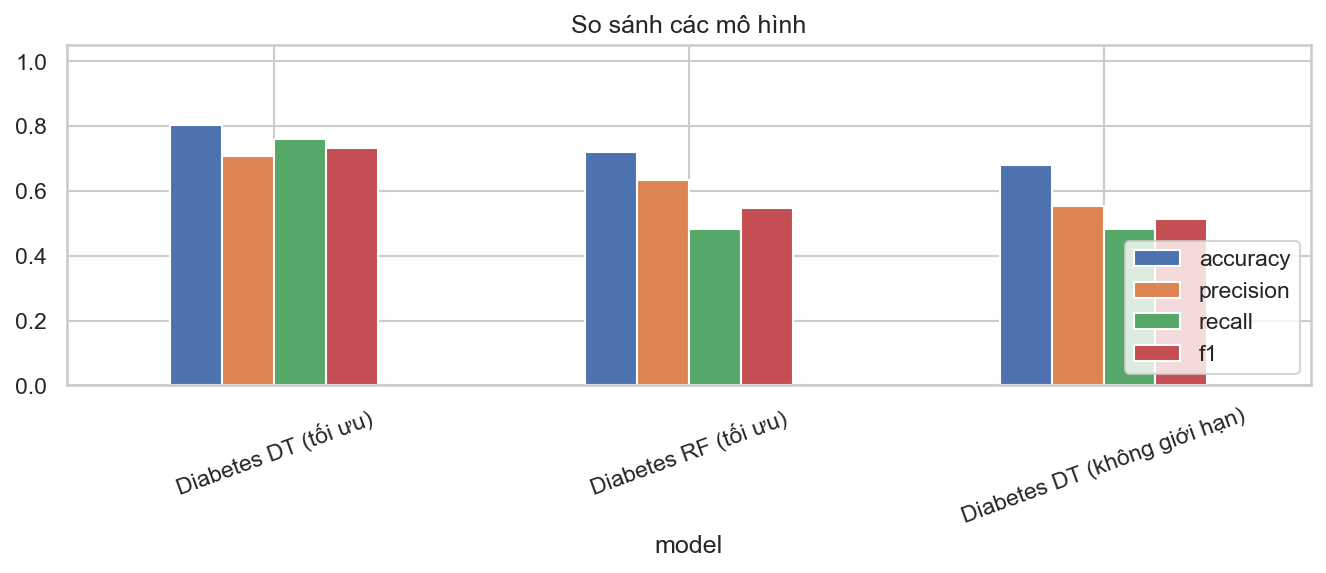 So sánh các mô hình
1.0
0.8
0.6
0.4
0.2
0.0
accuracy
precision
recall
f1
Diabetes DT (tối ưu)
Diabetes RF (tối ưu)
Diabetes DT (không giới hạn)
model